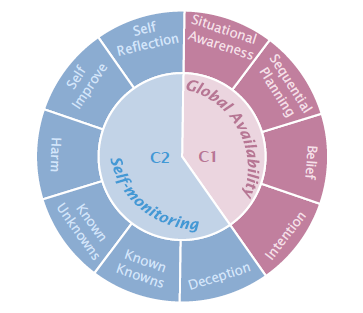 Self
Reflection
Situational
Awareness
Sequential
Planning
Belief
Intention
Deception
Known
Knowns
Known
Unknowns
Harm
Self
Improve
Global Availability
C1
C2
Self-monitoring